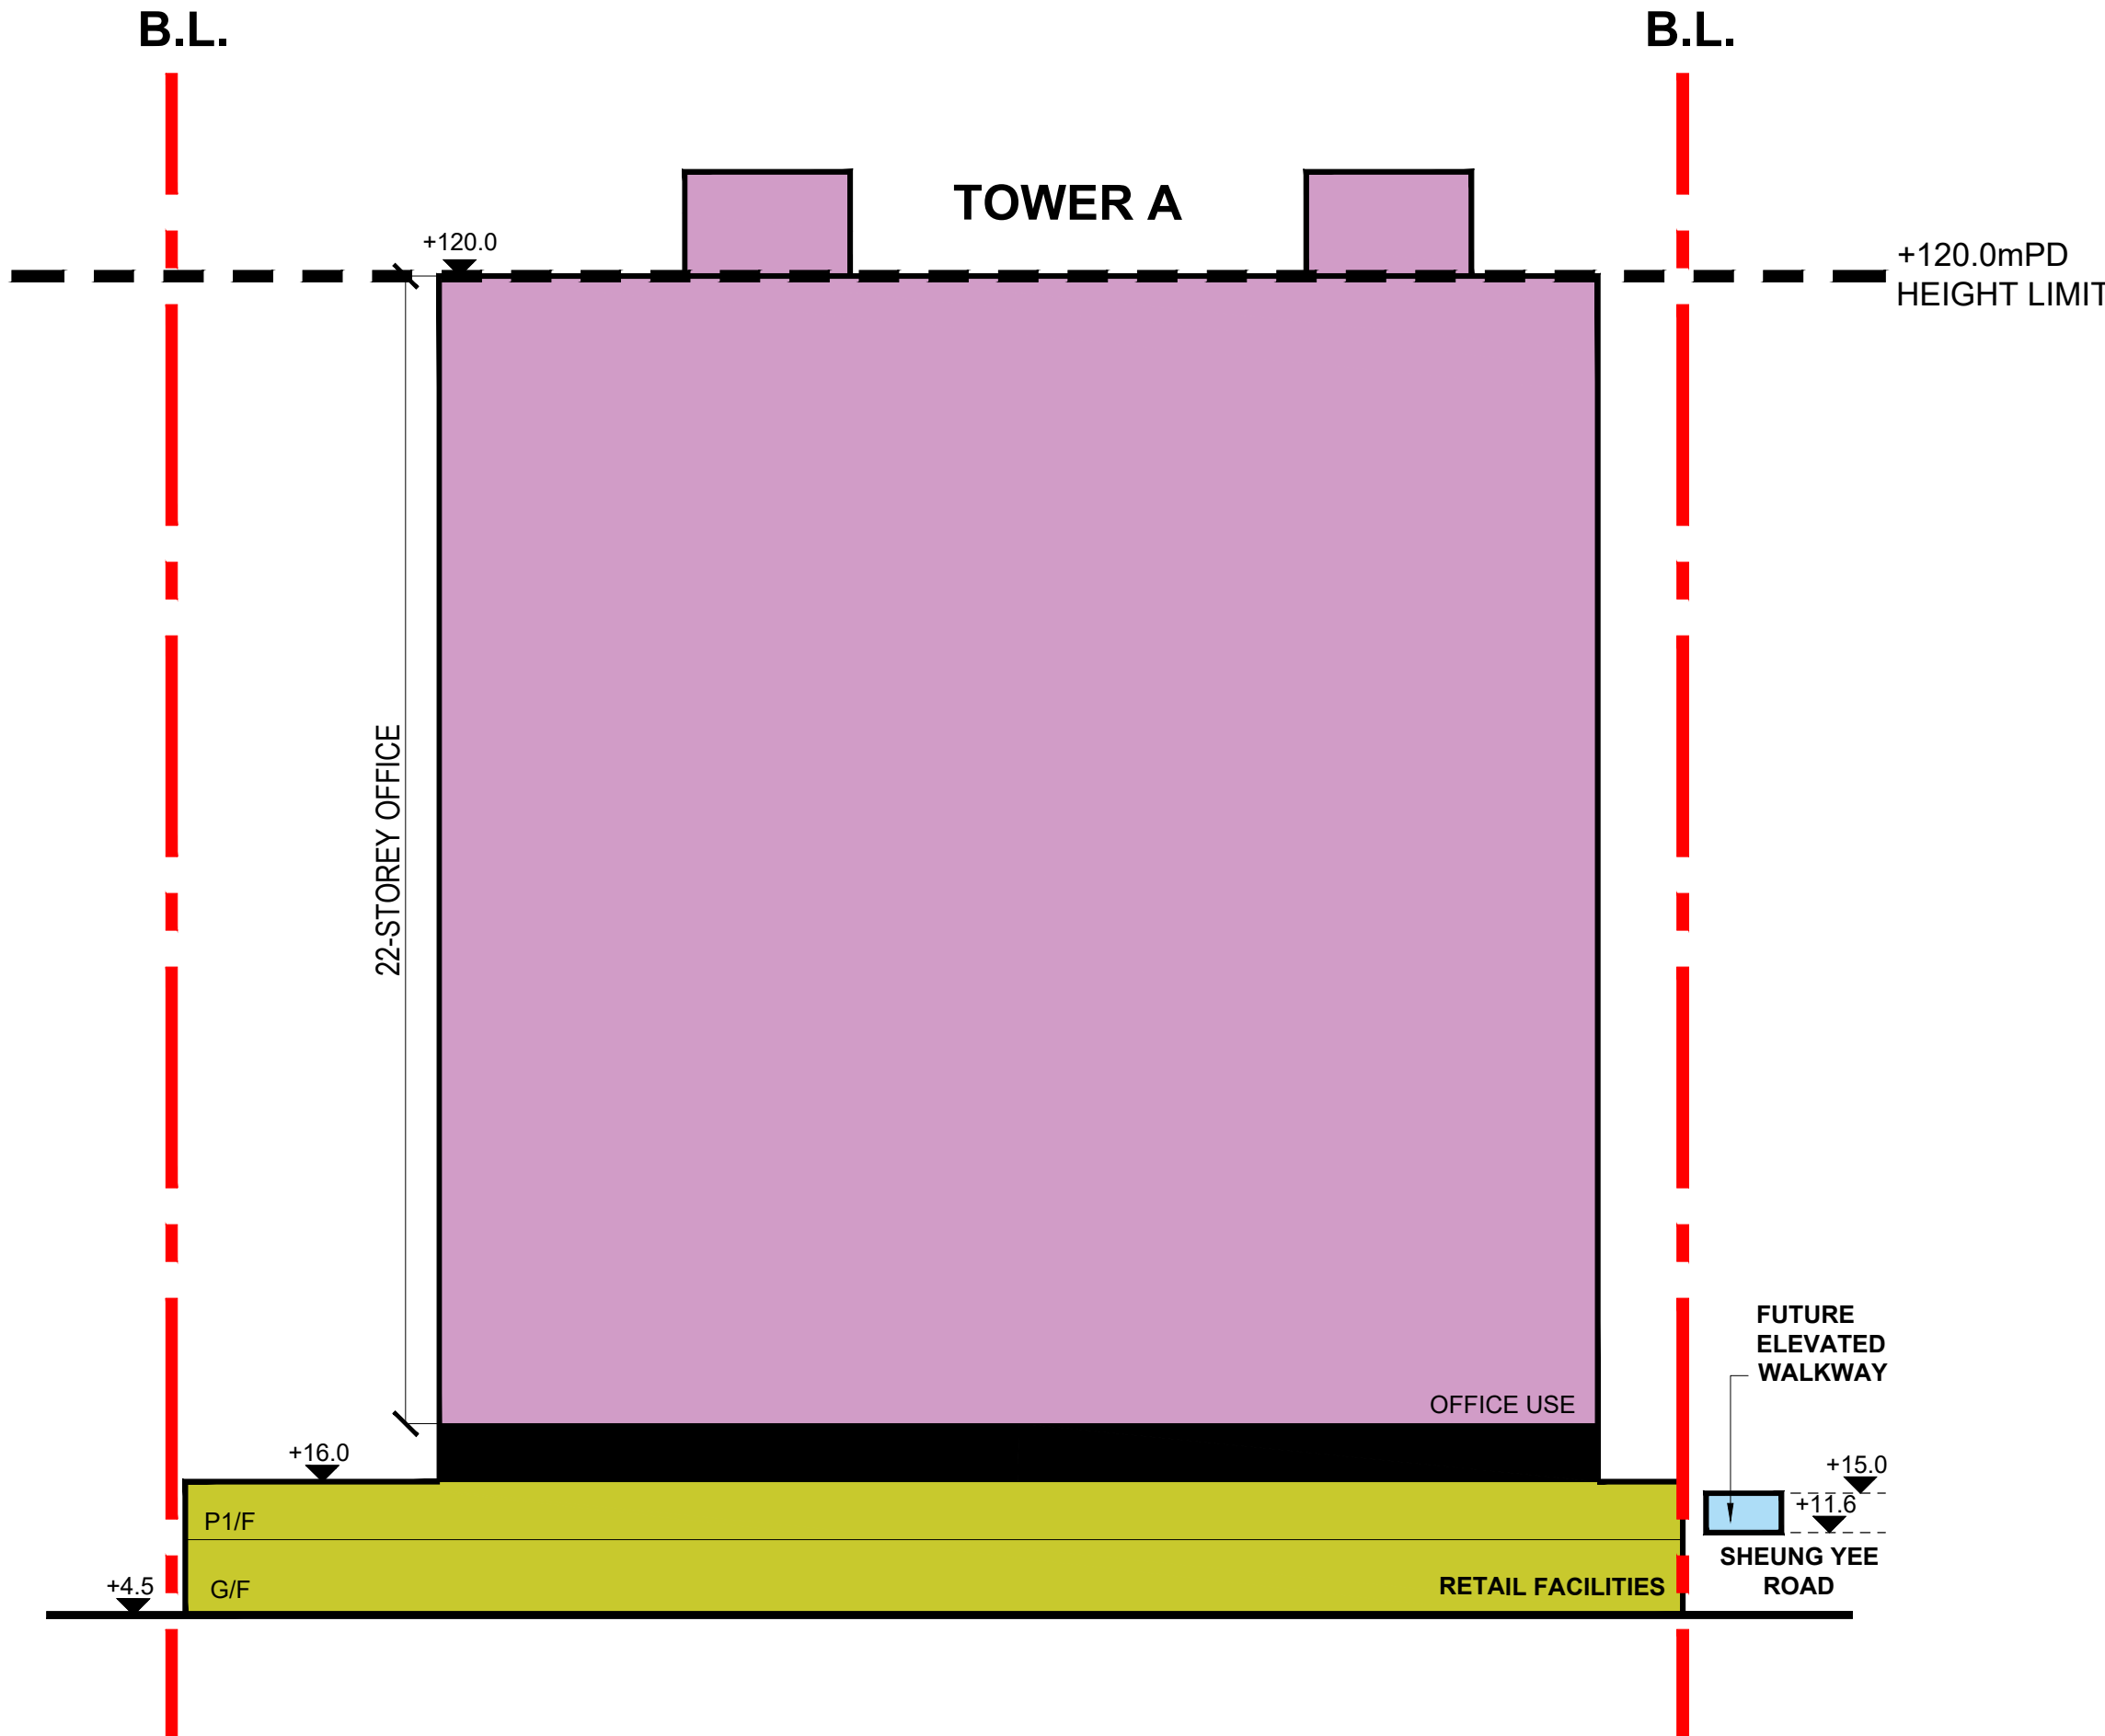 B.L.
B.L.
TOWER A
+120.0
+120.0mPD
HEIGHT LIMIT
22-STOREY OFFICE
FUTURE
ELEVATED
WALKWAY
OFFICE USE
+16.0
+15.0
+11.6
P1/F
SHEUNG YEE
ROAD
+4.5
G/F
RETAIL FACILITIES